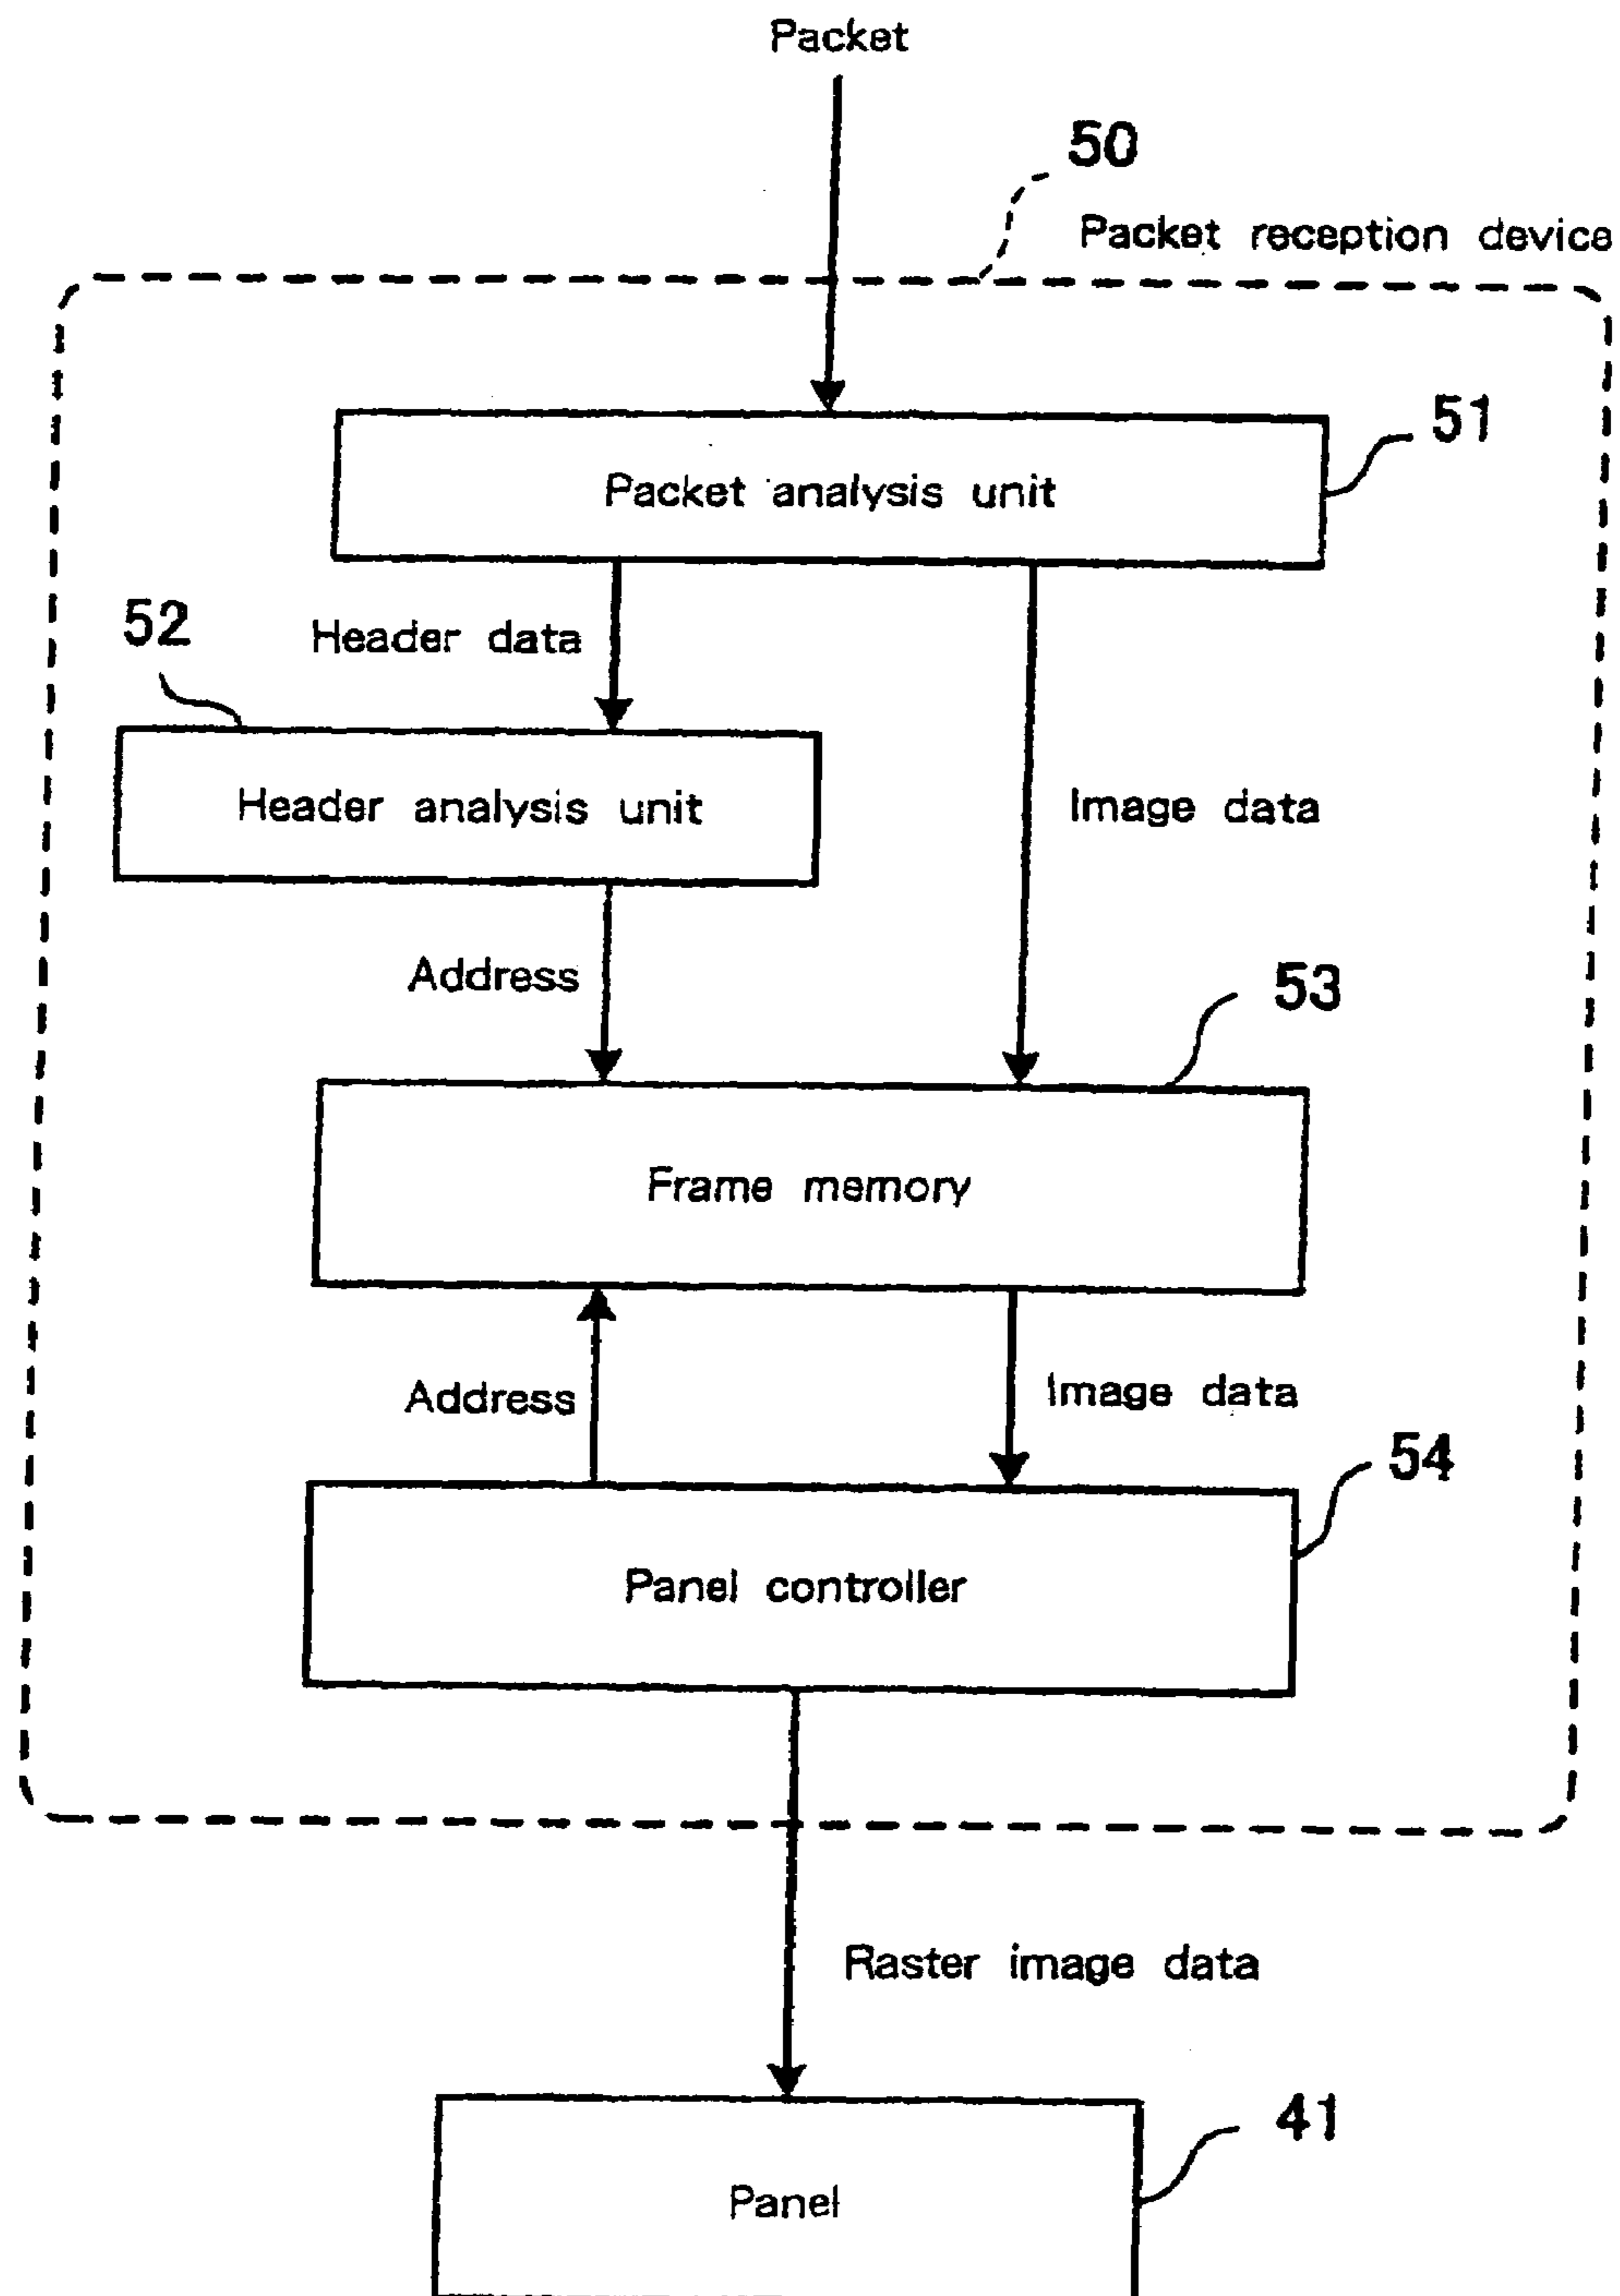 Packet
50
Packet reception device
51
Packet analysis unit
52
Header data
Header analysis unit
Image data
Address
53
Frame memory
Address
Image data
54
Panel controller
Raster image data
41
Panel